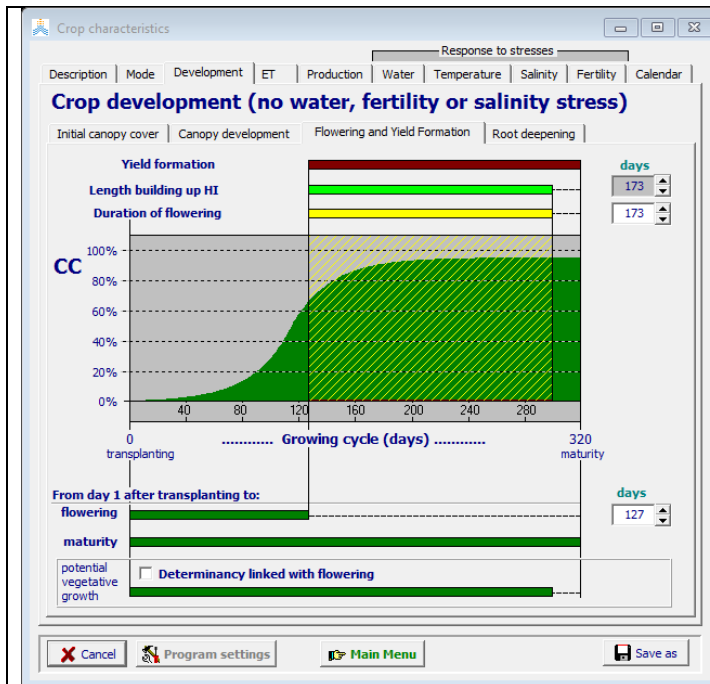 Crop characteristics
Response to stresses
Description Mode Development ET Production Water Temperature Salinity Fertility Calendar
Crop development (no water, fertility or salinity stress)
Initial canopy cover Canopy development Flowering and Yield Formation Root deepening
Yield formation days
Length building up HI 173
Duration of flowering 173
CC
100%
80%
60%
40%
20%
0%
40 80 120 160 200 240 280
0 ............ Growing cycle (days) ............ 320
transplanting maturity
From day 1 after transplanting to: days
flowering 127
maturity
potential
vegetative
growth
Determinancy linked with flowering
Cancel Program settings Main Menu Save as